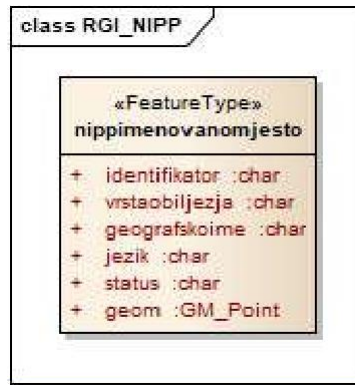 class RGI_NIPP
«FeatureType»
nippimenovanomjesto
+ identifikator :char
+ vrstaobiljezja :char
+ geografskoime :char
+ jezik :char
+ status :char
+ geom :GM_Point